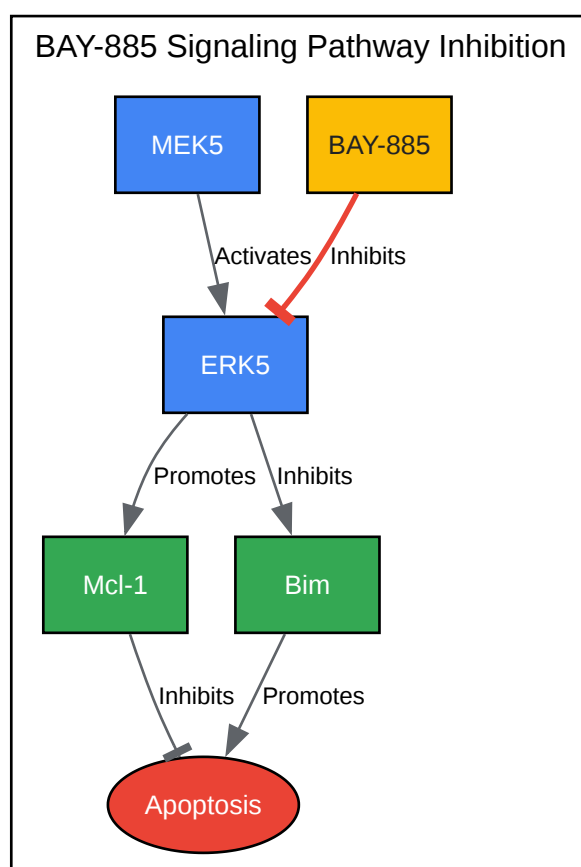 BAY-885 Signaling Pathway Inhibition
MEK5
BAY-885
Activates
Inhibits
ERK5
Promotes
Inhibits
Mcl-1
Bim
Inhibits
Promotes
Apoptosis